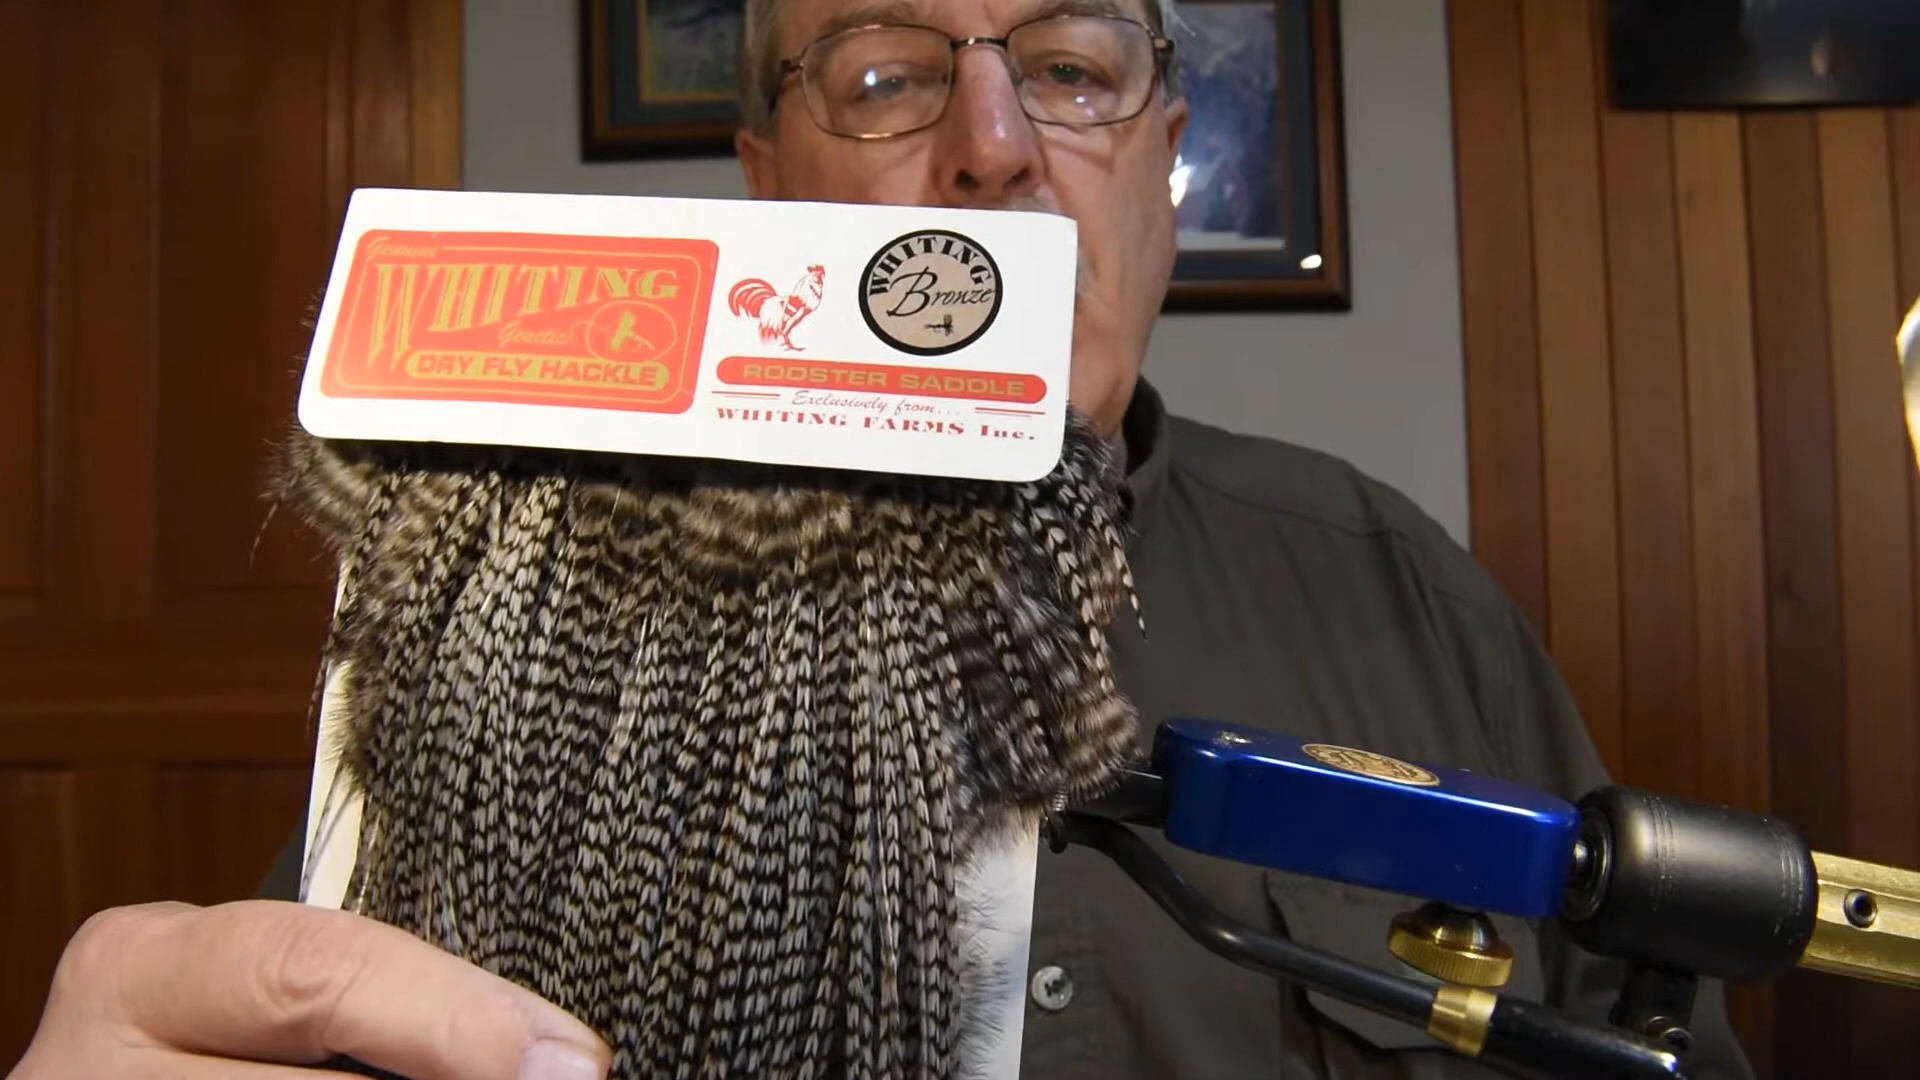 Genuine
WHITING
Genetic
DRY FLY HACKLE
WHITING
Bronze
ROOSTER SADDLE
Exclusively from...
WHITING FARMS Inc.